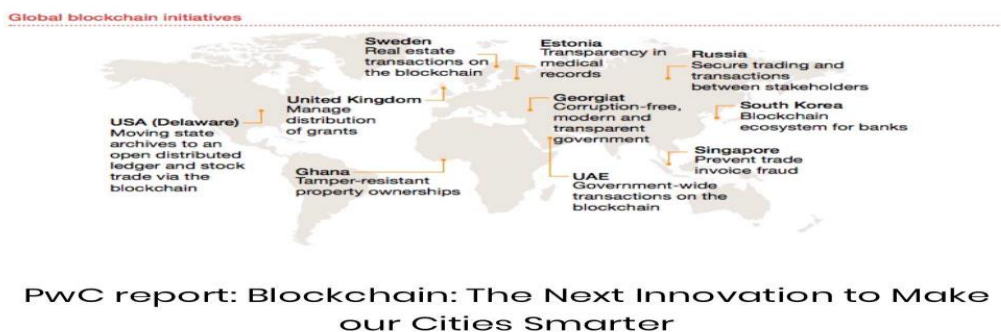 Global blockchain initiatives
Sweden
Real estate
transactions on
the blockchain
Estonia
Transparency in
medical
records
Russia
Secure trading and
transactions
between stakeholders
United Kingdom
Manage
distribution
of grants
Georgiat
Corruption-free,
modern and
transparent
government
South Korea
Blockchain
ecosystem for banks
USA (Delaware)
Moving state
archives to an
open distributed
ledger and stock
trade via the
blockchain
Ghana
Tamper-resistant
property ownerships
UAE
Government-wide
transactions on the
blockchain
Singapore
Prevent trade
invoice fraud
PwC report: Blockchain: The Next Innovation to Make
our Cities Smarter